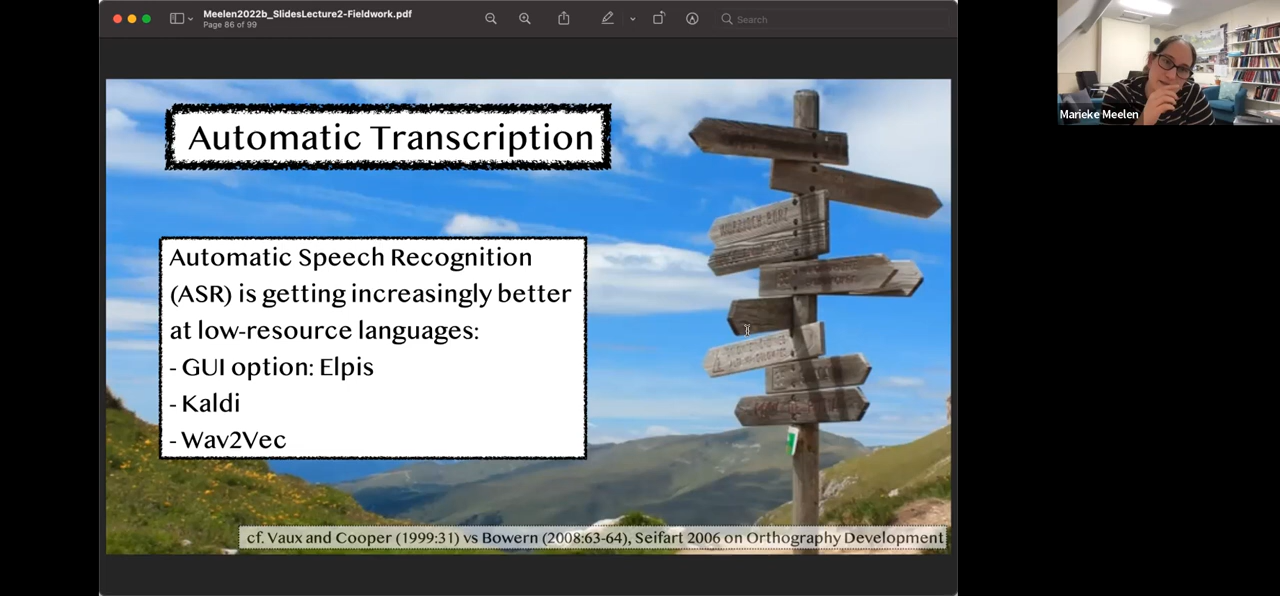 Meelen2022b_SlidesLecture2-Fieldwork.pdf
Page 86 of 99
Search
Marieke Meelen
Automatic Transcription
Automatic Speech Recognition
(ASR) is getting increasingly better
at low-resource languages:
- GUI option: Elpis
- Kaldi
- Wav2Vec
cf. Vaux and Cooper (1999:31) vs Bowern (2008:63-64), Seifart 2006 on Orthography Development